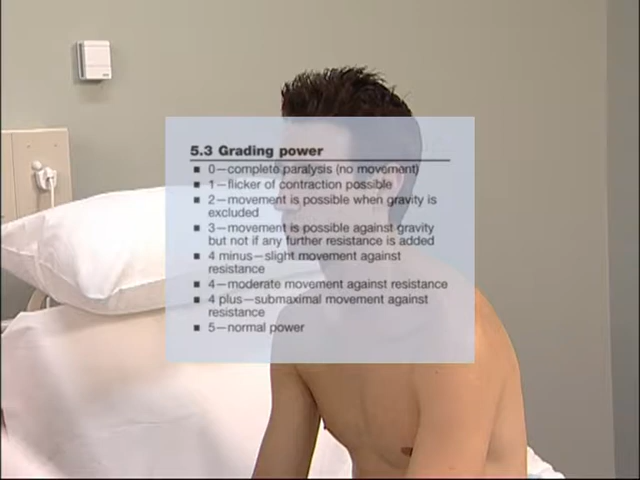 5.3 Grading power
■ 0—complete paralysis (no movement)
■ 1—flicker of contraction possible
■ 2—movement is possible when gravity is
excluded
■ 3—movement is possible against gravity
but not if any further resistance is added
■ 4 minus—slight movement against
resistance
■ 4—moderate movement against resistance
■ 4 plus—submaximal movement against
resistance
■ 5—normal power